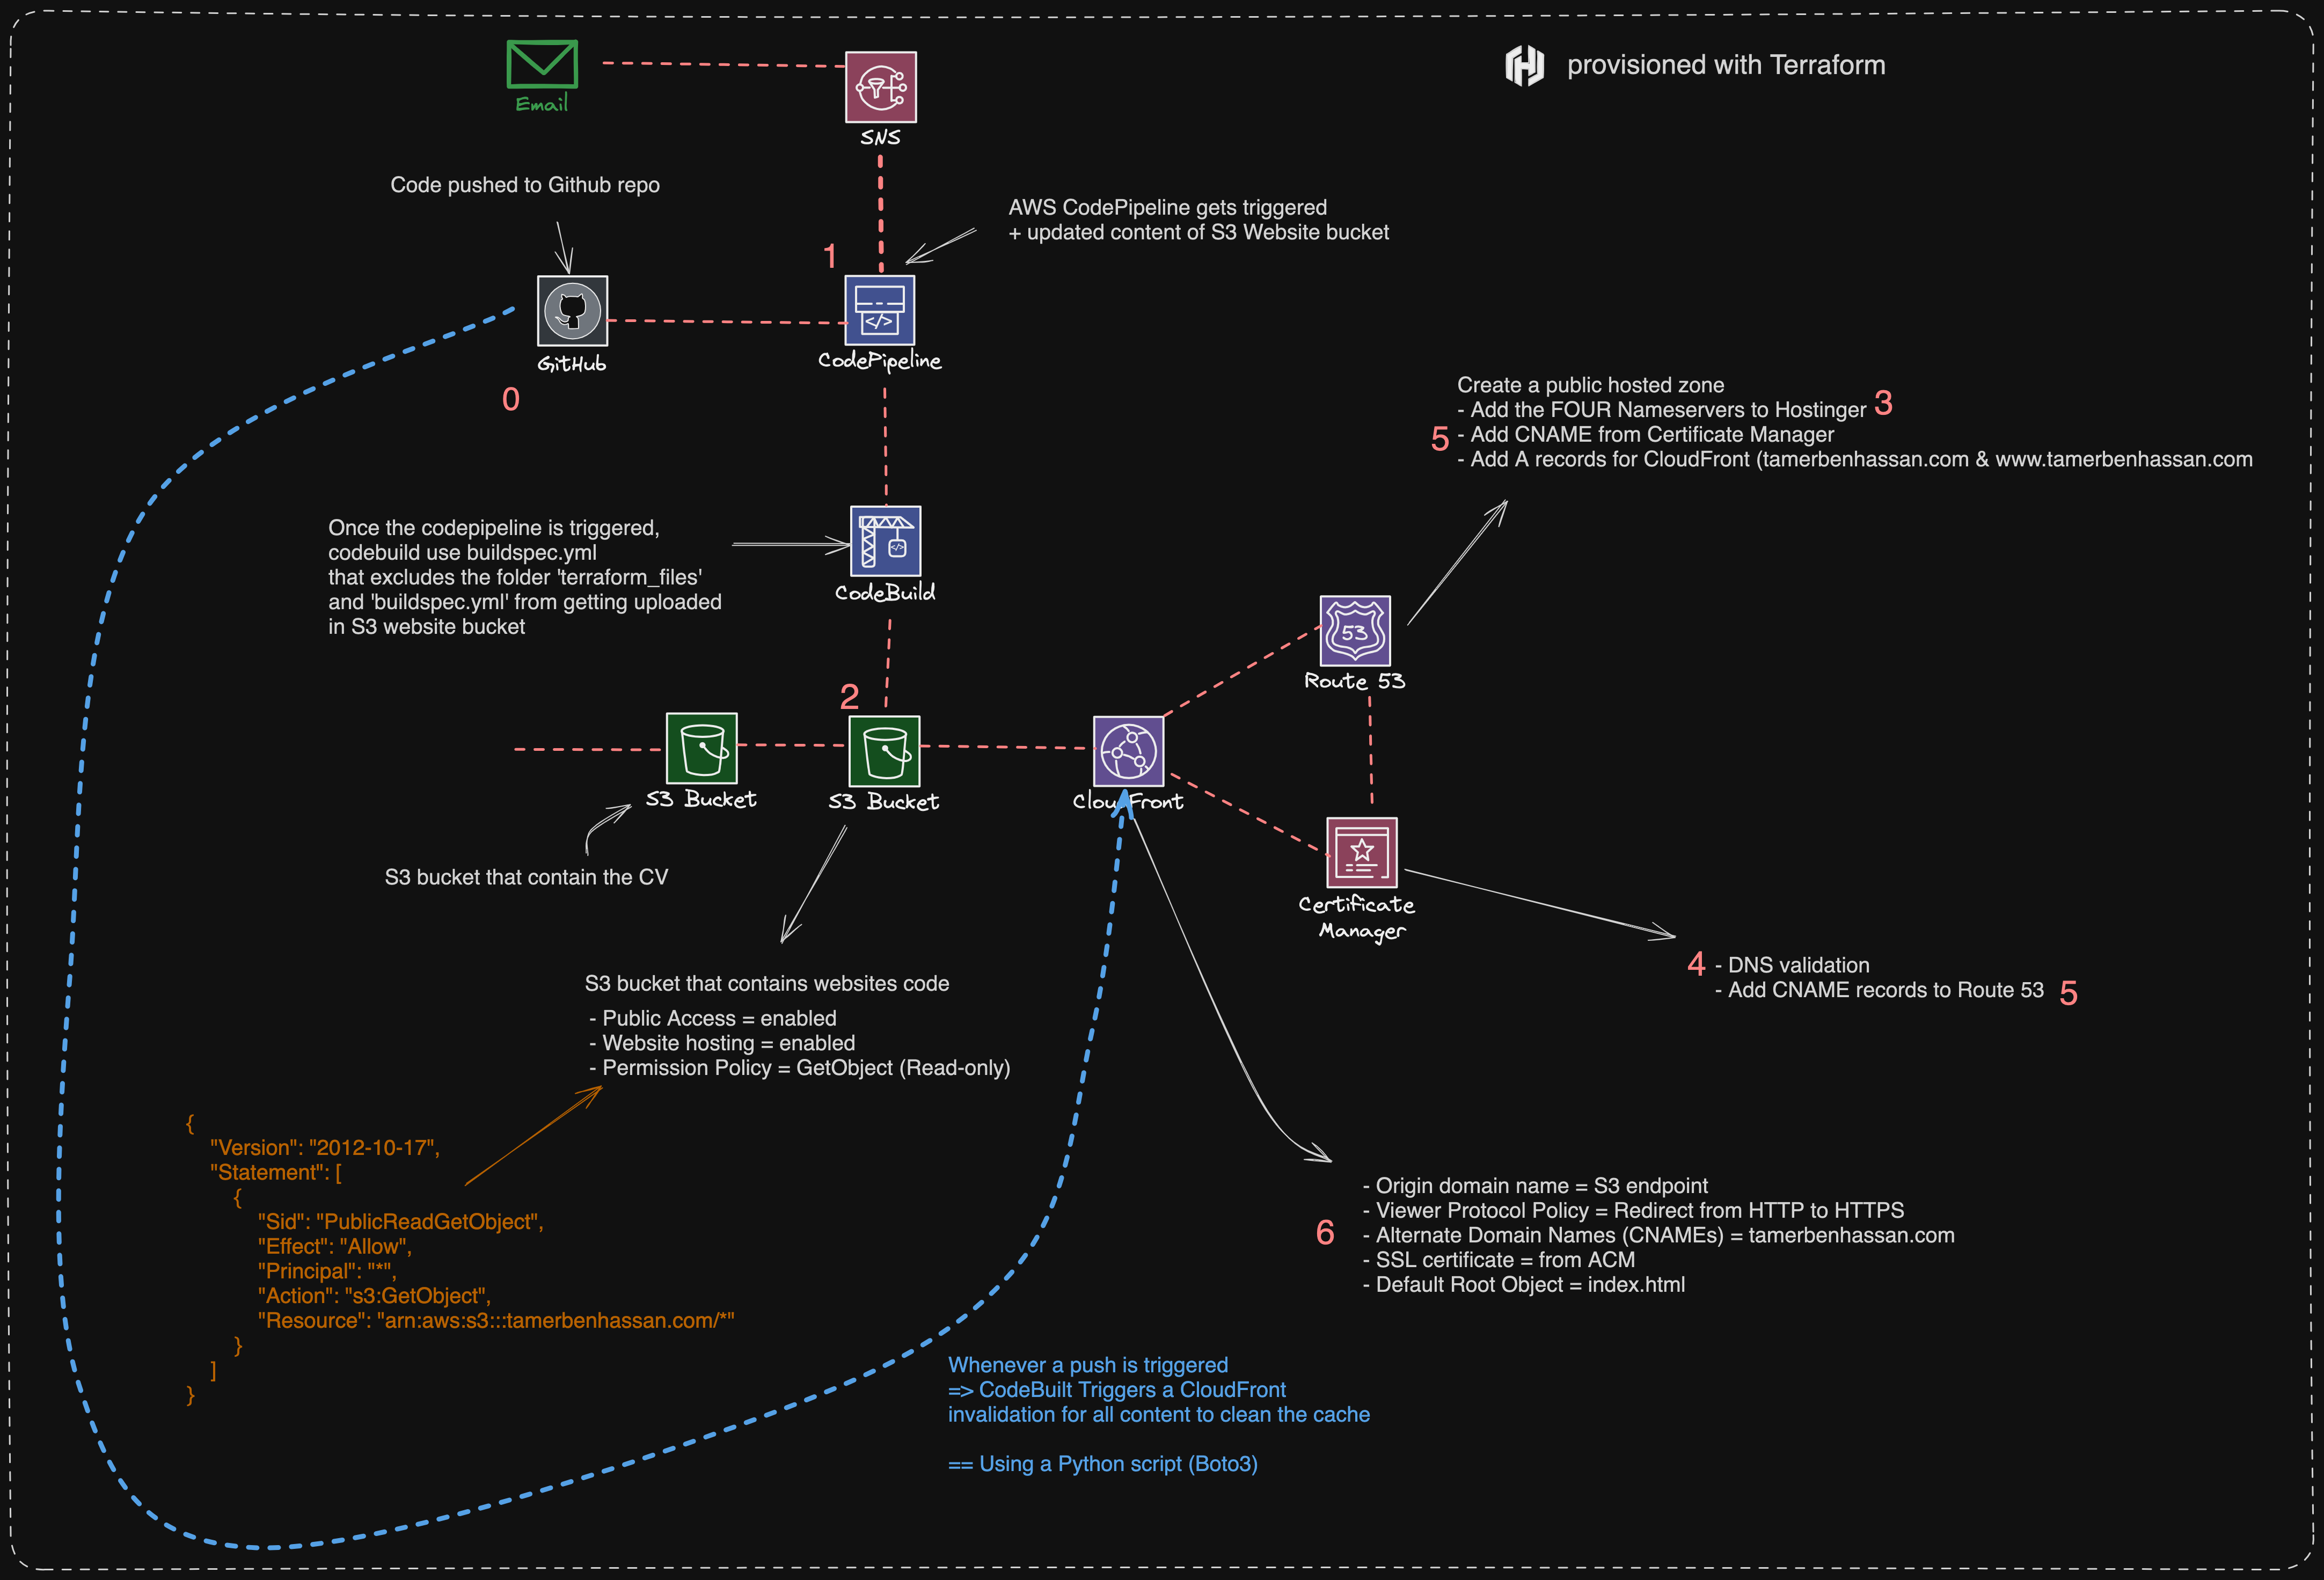 provisioned with Terraform
Email
SNS
Code pushed to Github repo
AWS CodePipeline gets triggered
+ updated content of S3 Website bucket
1
GitHub
CodePipeline
0
Create a public hosted zone
- Add the FOUR Nameservers to Hostinger 3
5 - Add CNAME from Certificate Manager
- Add A records for CloudFront (tamerbenhassan.com & www.tamerbenhassan.com
Once the codepipeline is triggered,
codebuild use buildspec.yml
that excludes the folder 'terraform_files'
and 'buildspec.yml' from getting uploaded
in S3 website bucket
</>
CodeBuild
53
Route 53
2
S3 Bucket
S3 Bucket
CloudFront
S3 bucket that contain the CV
Certificate
Manager
4 - DNS validation
- Add CNAME records to Route 53 5
S3 bucket that contains websites code
- Public Access = enabled
- Website hosting = enabled
- Permission Policy = GetObject (Read-only)
{
"Version": "2012-10-17",
"Statement": [
{
"Sid": "PublicReadGetObject",
"Effect": "Allow",
"Principal": "*",
"Action": "s3:GetObject",
"Resource": "arn:aws:s3:::tamerbenhassan.com/*"
}
]
}
- Origin domain name = S3 endpoint
- Viewer Protocol Policy = Redirect from HTTP to HTTPS
6 - Alternate Domain Names (CNAMEs) = tamerbenhassan.com
- SSL certificate = from ACM
- Default Root Object = index.html
Whenever a push is triggered
=> CodeBuilt Triggers a CloudFront
invalidation for all content to clean the cache
== Using a Python script (Boto3)